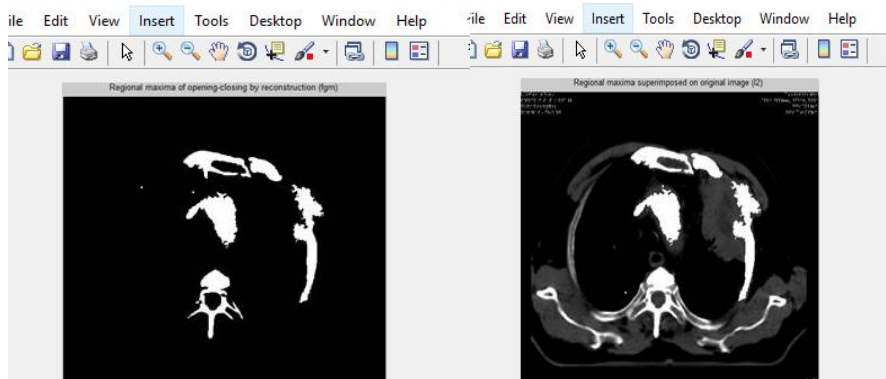 ile Edit View Insert Tools Desktop Window Help
File Edit View Insert Tools Desktop Window Help
Regional maxima of opening-closing by reconstruction (fgm)
Regional maxima superimposed on original image (I2)